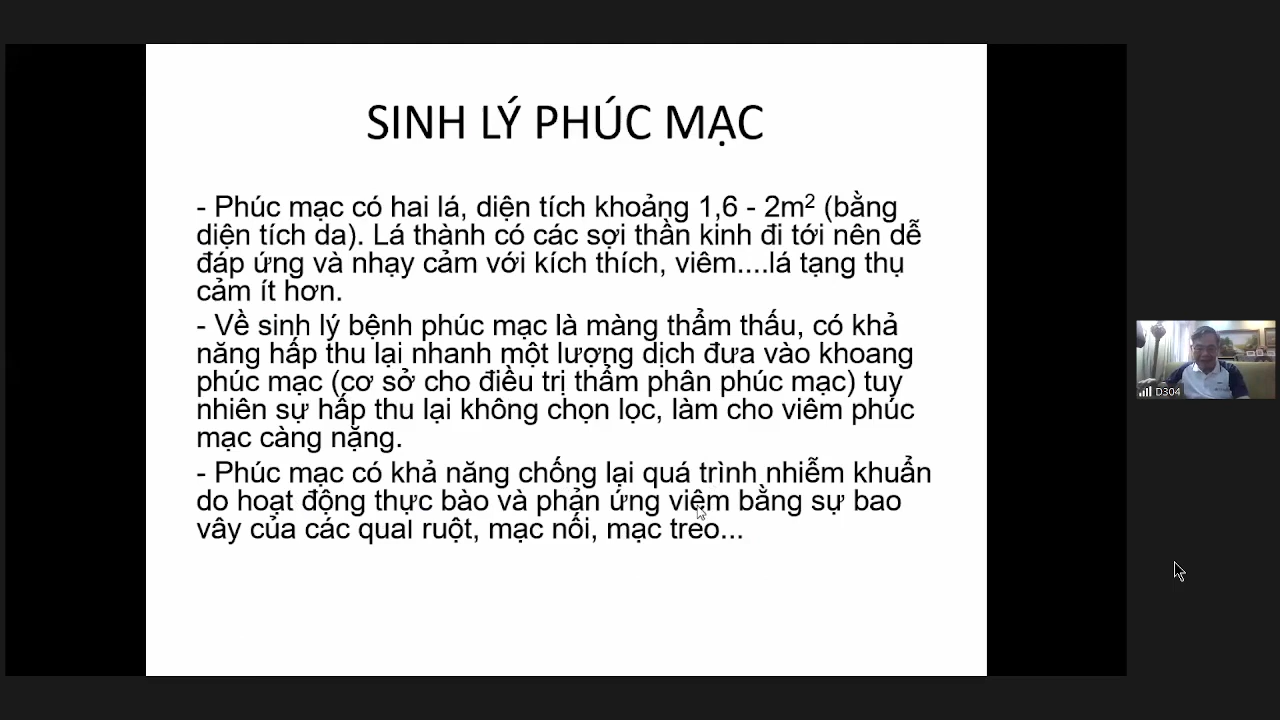 SINH LÝ PHÚC MẠC
- Phúc mạc có hai lá, diện tích khoảng 1,6 - 2m² (bằng
diện tích da). Lá thành có các sợi thần kinh đi tới nên dễ
đáp ứng và nhạy cảm với kích thích, viêm....lá tạng thụ
cảm ít hơn.
- Về sinh lý bệnh phúc mạc là màng thẩm thấu, có khả
năng hấp thu lại nhanh một lượng dịch đưa vào khoang
phúc mạc (cơ sở cho điều trị thẩm phân phúc mạc) tuy
nhiên sự hấp thu lại không chọn lọc, làm cho viêm phúc
mạc càng nặng.
- Phúc mạc có khả năng chống lại quá trình nhiễm khuẩn
do hoạt động thực bào và phản ứng viêm bằng sự bao
vây của các qual ruột, mạc nối, mạc treo...
D304